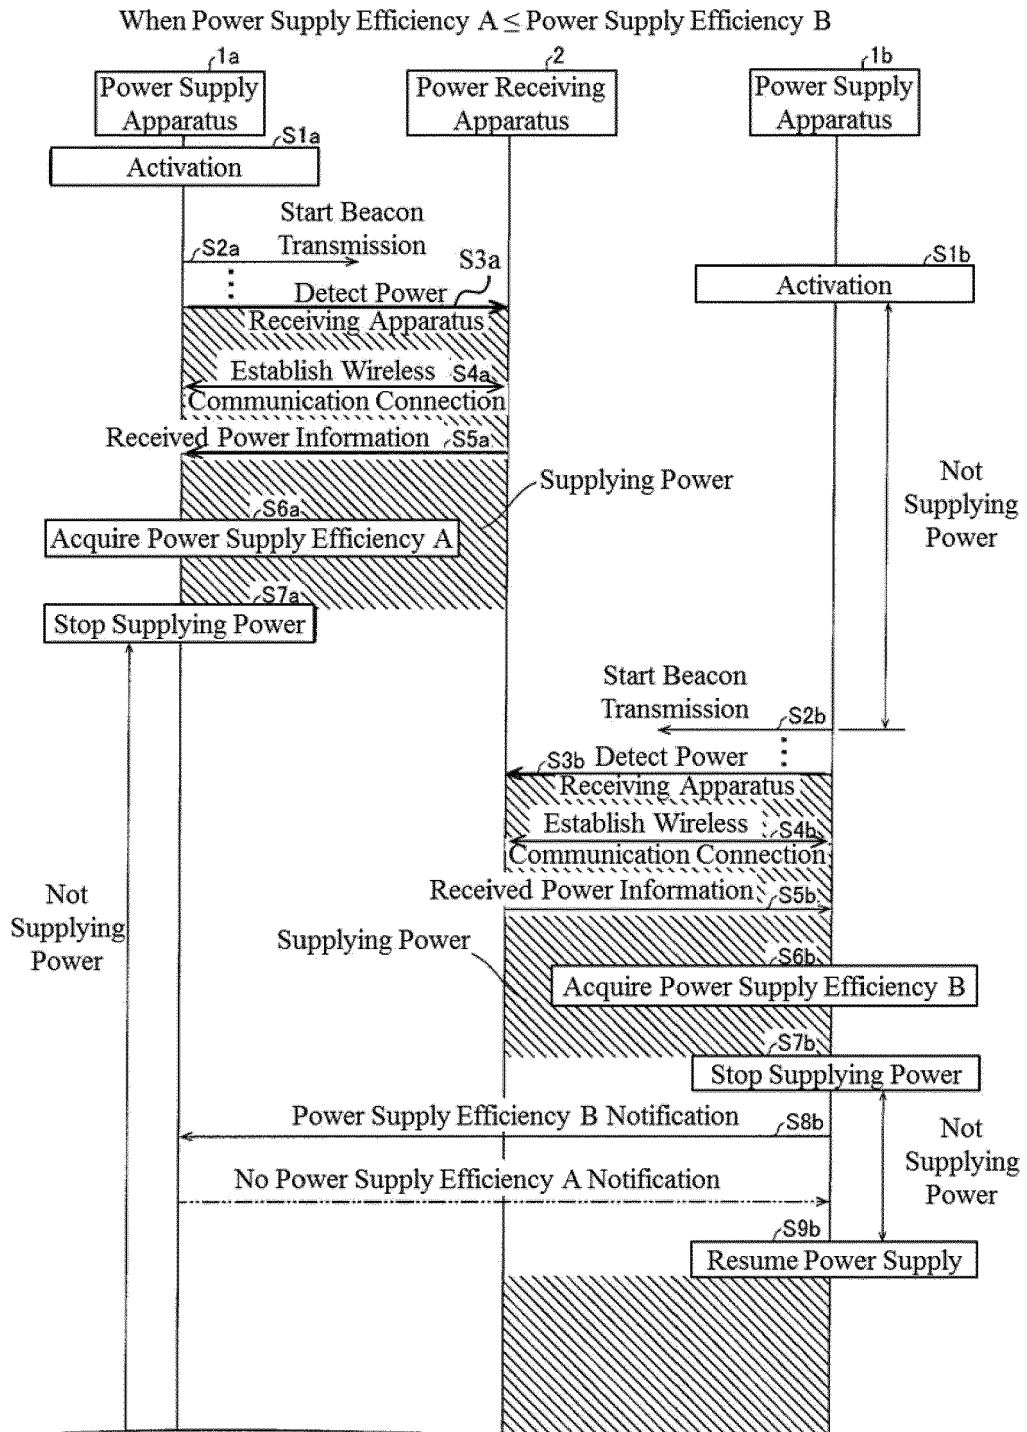 When Power Supply Efficiency A ≤ Power Supply Efficiency B
1a
2
1b
Power Supply
Apparatus
Power Receiving
Apparatus
Power Supply
Apparatus
S1a
Activation
Start Beacon
Transmission
S2a
S3a
S1b
Activation
Detect Power
Receiving Apparatus
Establish Wireless
S4a
Communication Connection
Received Power Information
S5a
Supplying Power
Not
Supplying
Power
S6a
Acquire Power Supply Efficiency A
S7a
Stop Supplying Power
Start Beacon
Transmission
S2b
S3b
Detect Power
Receiving Apparatus
Establish Wireless
S4b
Communication Connection
Received Power Information
S5b
Not
Supplying
Power
Supplying Power
S6b
Acquire Power Supply Efficiency B
S7b
Stop Supplying Power
Power Supply Efficiency B Notification
S8b
Not
Supplying
Power
No Power Supply Efficiency A Notification
S9b
Resume Power Supply